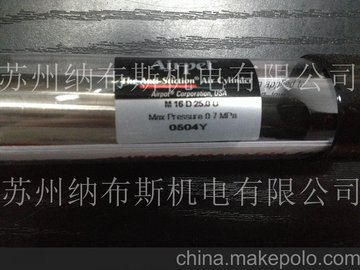 苏州纳布斯机电有限公司
Airpel
The Anti-Stiction® Air Cylinder
Airpot® Corporation, USA
M 16 D 25.0 U
Max Pressure 0.7 MPa
0504Y
苏州纳布斯机电有限公司
china.makepolo.com